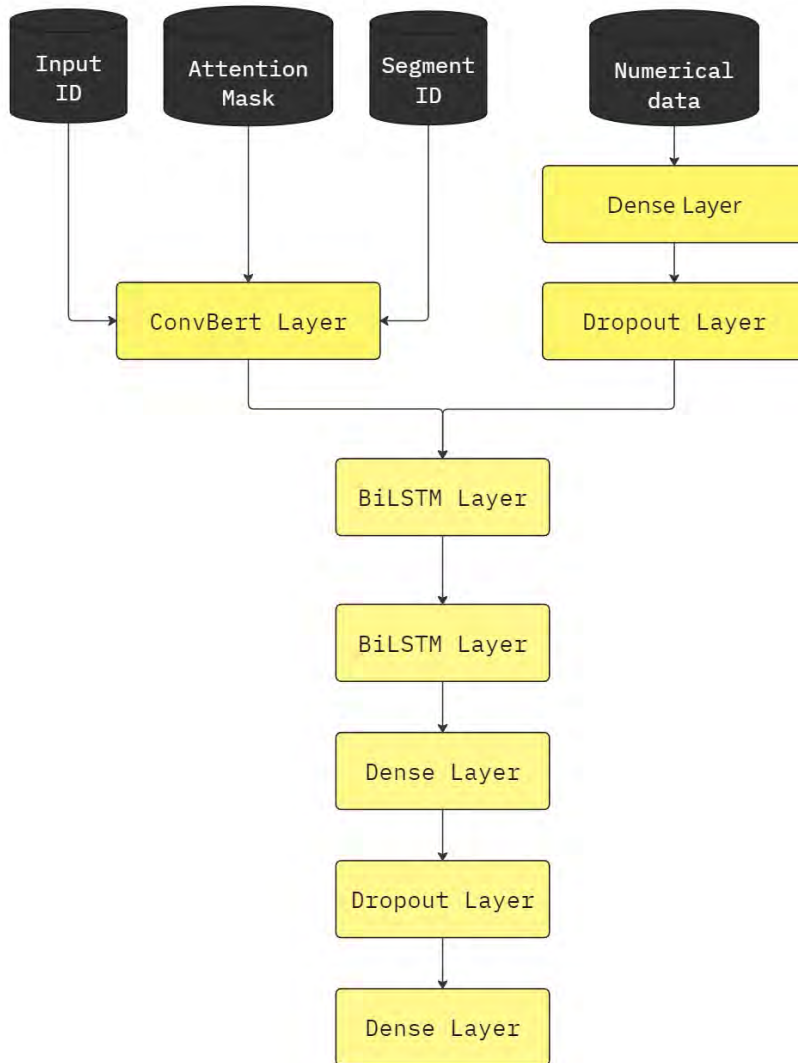 Input
ID
Attention
Mask
Segment
ID
Numerical
data
Dense Layer
ConvBert Layer
Dropout Layer
BiLSTM Layer
BiLSTM Layer
Dense Layer
Dropout Layer
Dense Layer